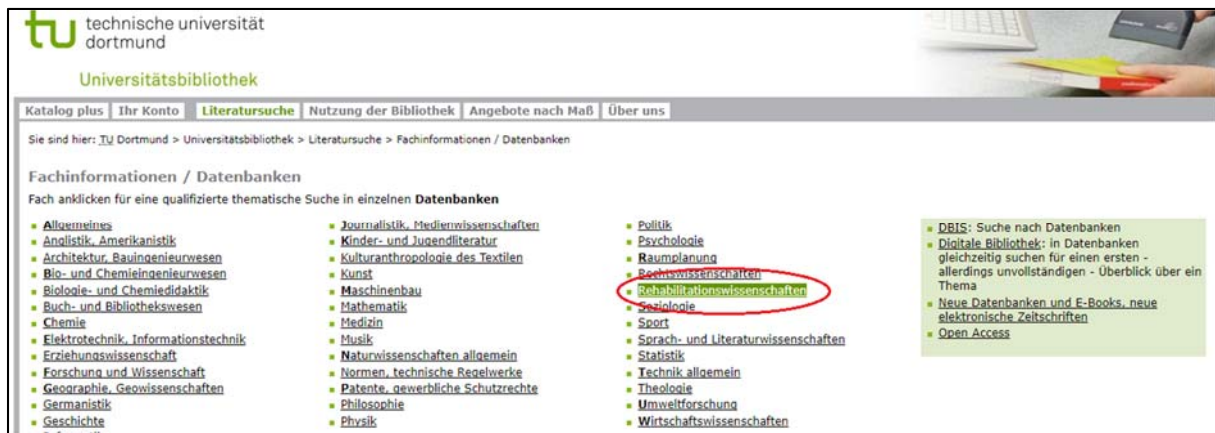 technische universität
dortmund
Universitätsbibliothek
Katalog plus Ihr Konto Literatursuche Nutzung der Bibliothek Angebote nach Maß Über uns
Sie sind hier: TU Dortmund > Universitätsbibliothek > Literatursuche > Fachinformationen / Datenbanken
Fachinformationen / Datenbanken
Fach anklicken für eine qualifizierte thematische Suche in einzelnen Datenbanken
Allgemeines
Anglistik, Amerikanistik
Architektur, Bauingenieurwesen
Bio- und Chemieingenieurwesen
Biologie- und Chemiedidaktik
Buch- und Bibliothekswesen
Chemie
Elektrotechnik, Informationstechnik
Erziehungswissenschaft
Forschung und Wissenschaft
Geographie, Geowissenschaften
Germanistik
Geschichte
Journalistik, Medienwissenschaften
Kinder- und Jugendliteratur
Kulturanthropologie des Textilen
Kunst
Maschinenbau
Mathematik
Medizin
Musik
Naturwissenschaften allgemein
Normen, technische Regelwerke
Patente, gewerbliche Schutzrechte
Philosophie
Physik
Politik
Psychologie
Raumplanung
Rechtswissenschaften
Rehabilitationswissenschaften
Soziologie
Sport
Sprach- und Literaturwissenschaften
Statistik
Technik allgemein
Theologie
Umweltforschung
Wirtschaftswissenschaften
DBIS: Suche nach Datenbanken
Digitale Bibliothek: in Datenbanken
gleichzeitig suchen für einen ersten -
allerdings unvollständigen - Überblick über ein
Thema
Neue Datenbanken und E-Books, neue
elektronische Zeitschriften
Open Access